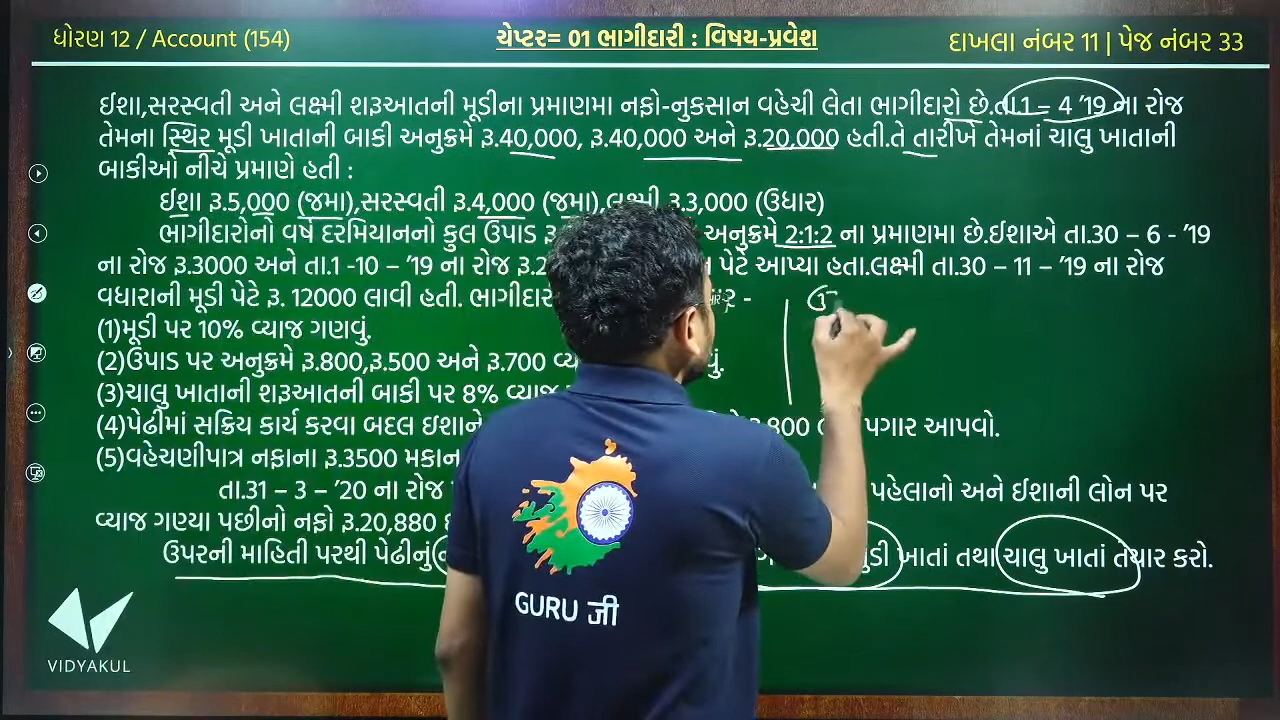 ધોરણ 12 / Account (154)
ચેપ્ટર= 01 ભાગીદારી : વિષય-પ્રવેશ
દાખલા નંબર 11 | પેજ નંબર 33
ઈશા,સરસ્વતી અને લક્ષ્મી શરૂઆતની મૂડીના પ્રમાણમા નફો-નુકસાન વહેચી લેતા ભાગીદારો છે.તા.1 – 4 ’19 ના રોજ
તેમના સ્થિર મૂડી ખાતાની બાકી અનુક્રમે રૂ.40,000, રૂ.40,000 અને રૂ.20,000 હતી.તે તારીખે તેમનાં ચાલુ ખાતાની
બાકીઓ નીચે પ્રમાણે હતી :
ઈશા રૂ.5,000 (જમા),સરસ્વતી રૂ.4,000 (જમા),લક્ષ્મી રૂ.3,000 (ઉધાર)
ભાગીદારોનો વર્ષ દરમિયાનનો કુલ ઉપાડ અનુક્રમે 2:1:2 ના પ્રમાણમા છે.ઈશાએ તા.30 – 6 - ’19
ના રોજ રૂ.3000 અને તા.1 -10 – ’19 ના રોજ પેટે આપ્યા હતા.લક્ષ્મી તા.30 – 11 – ’19 ના રોજ
વધારાની મૂડી પેટે રૂ. 12000 લાવી હતી.
(1)મૂડી પર 10% વ્યાજ ગણવું.
(2)ઉપાડ પર અનુક્રમે રૂ.800,રૂ.500 અને રૂ.700
(3)ચાલુ ખાતાની શરૂઆતની બાકી પર 8% વ્યાજ
(4)પેઢીમાં સક્રિય કાર્ય કરવા બદલ ઇશાને પગાર આપવો.
(5)વહેચણીપાત્ર નફાના રૂ.3500 મકાન
તા.31 – 3 – ’20 ના રોજ પહેલાનો અને ઈશાની લોન પર
વ્યાજ ગણ્યા પછીનો નફો રૂ.20,880
ઉપરની માહિતી પરથી પેઢીનું ખાતાં તથા ચાલુ ખાતાં તૈયાર કરો.
GURU जी
VIDYAKUL